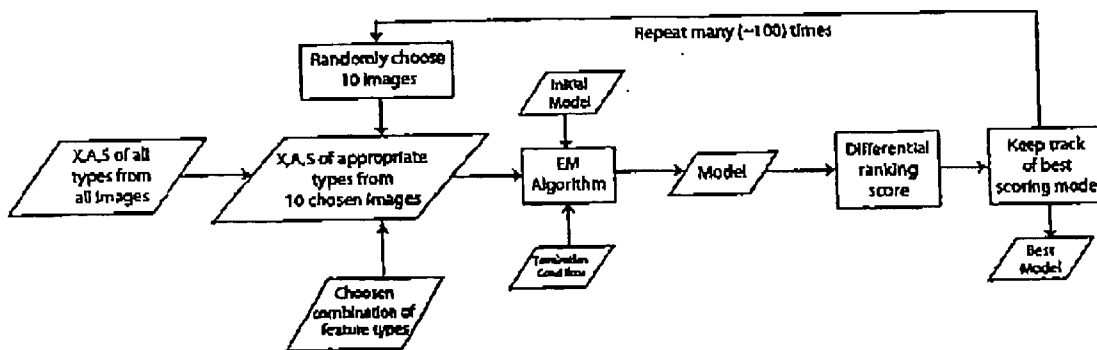 Repeat many (~100) times
Randomly choose
10 images
Initial
Model
X,A,S of all
types from
all images
X,A,S of appropriate
types from
10 chosen images
EM
Algorithm
Model
Differential
ranking
score
Keep track
of best
scoring model
Termination
Conditions
Best
Model
Choosen
combination of
feature types